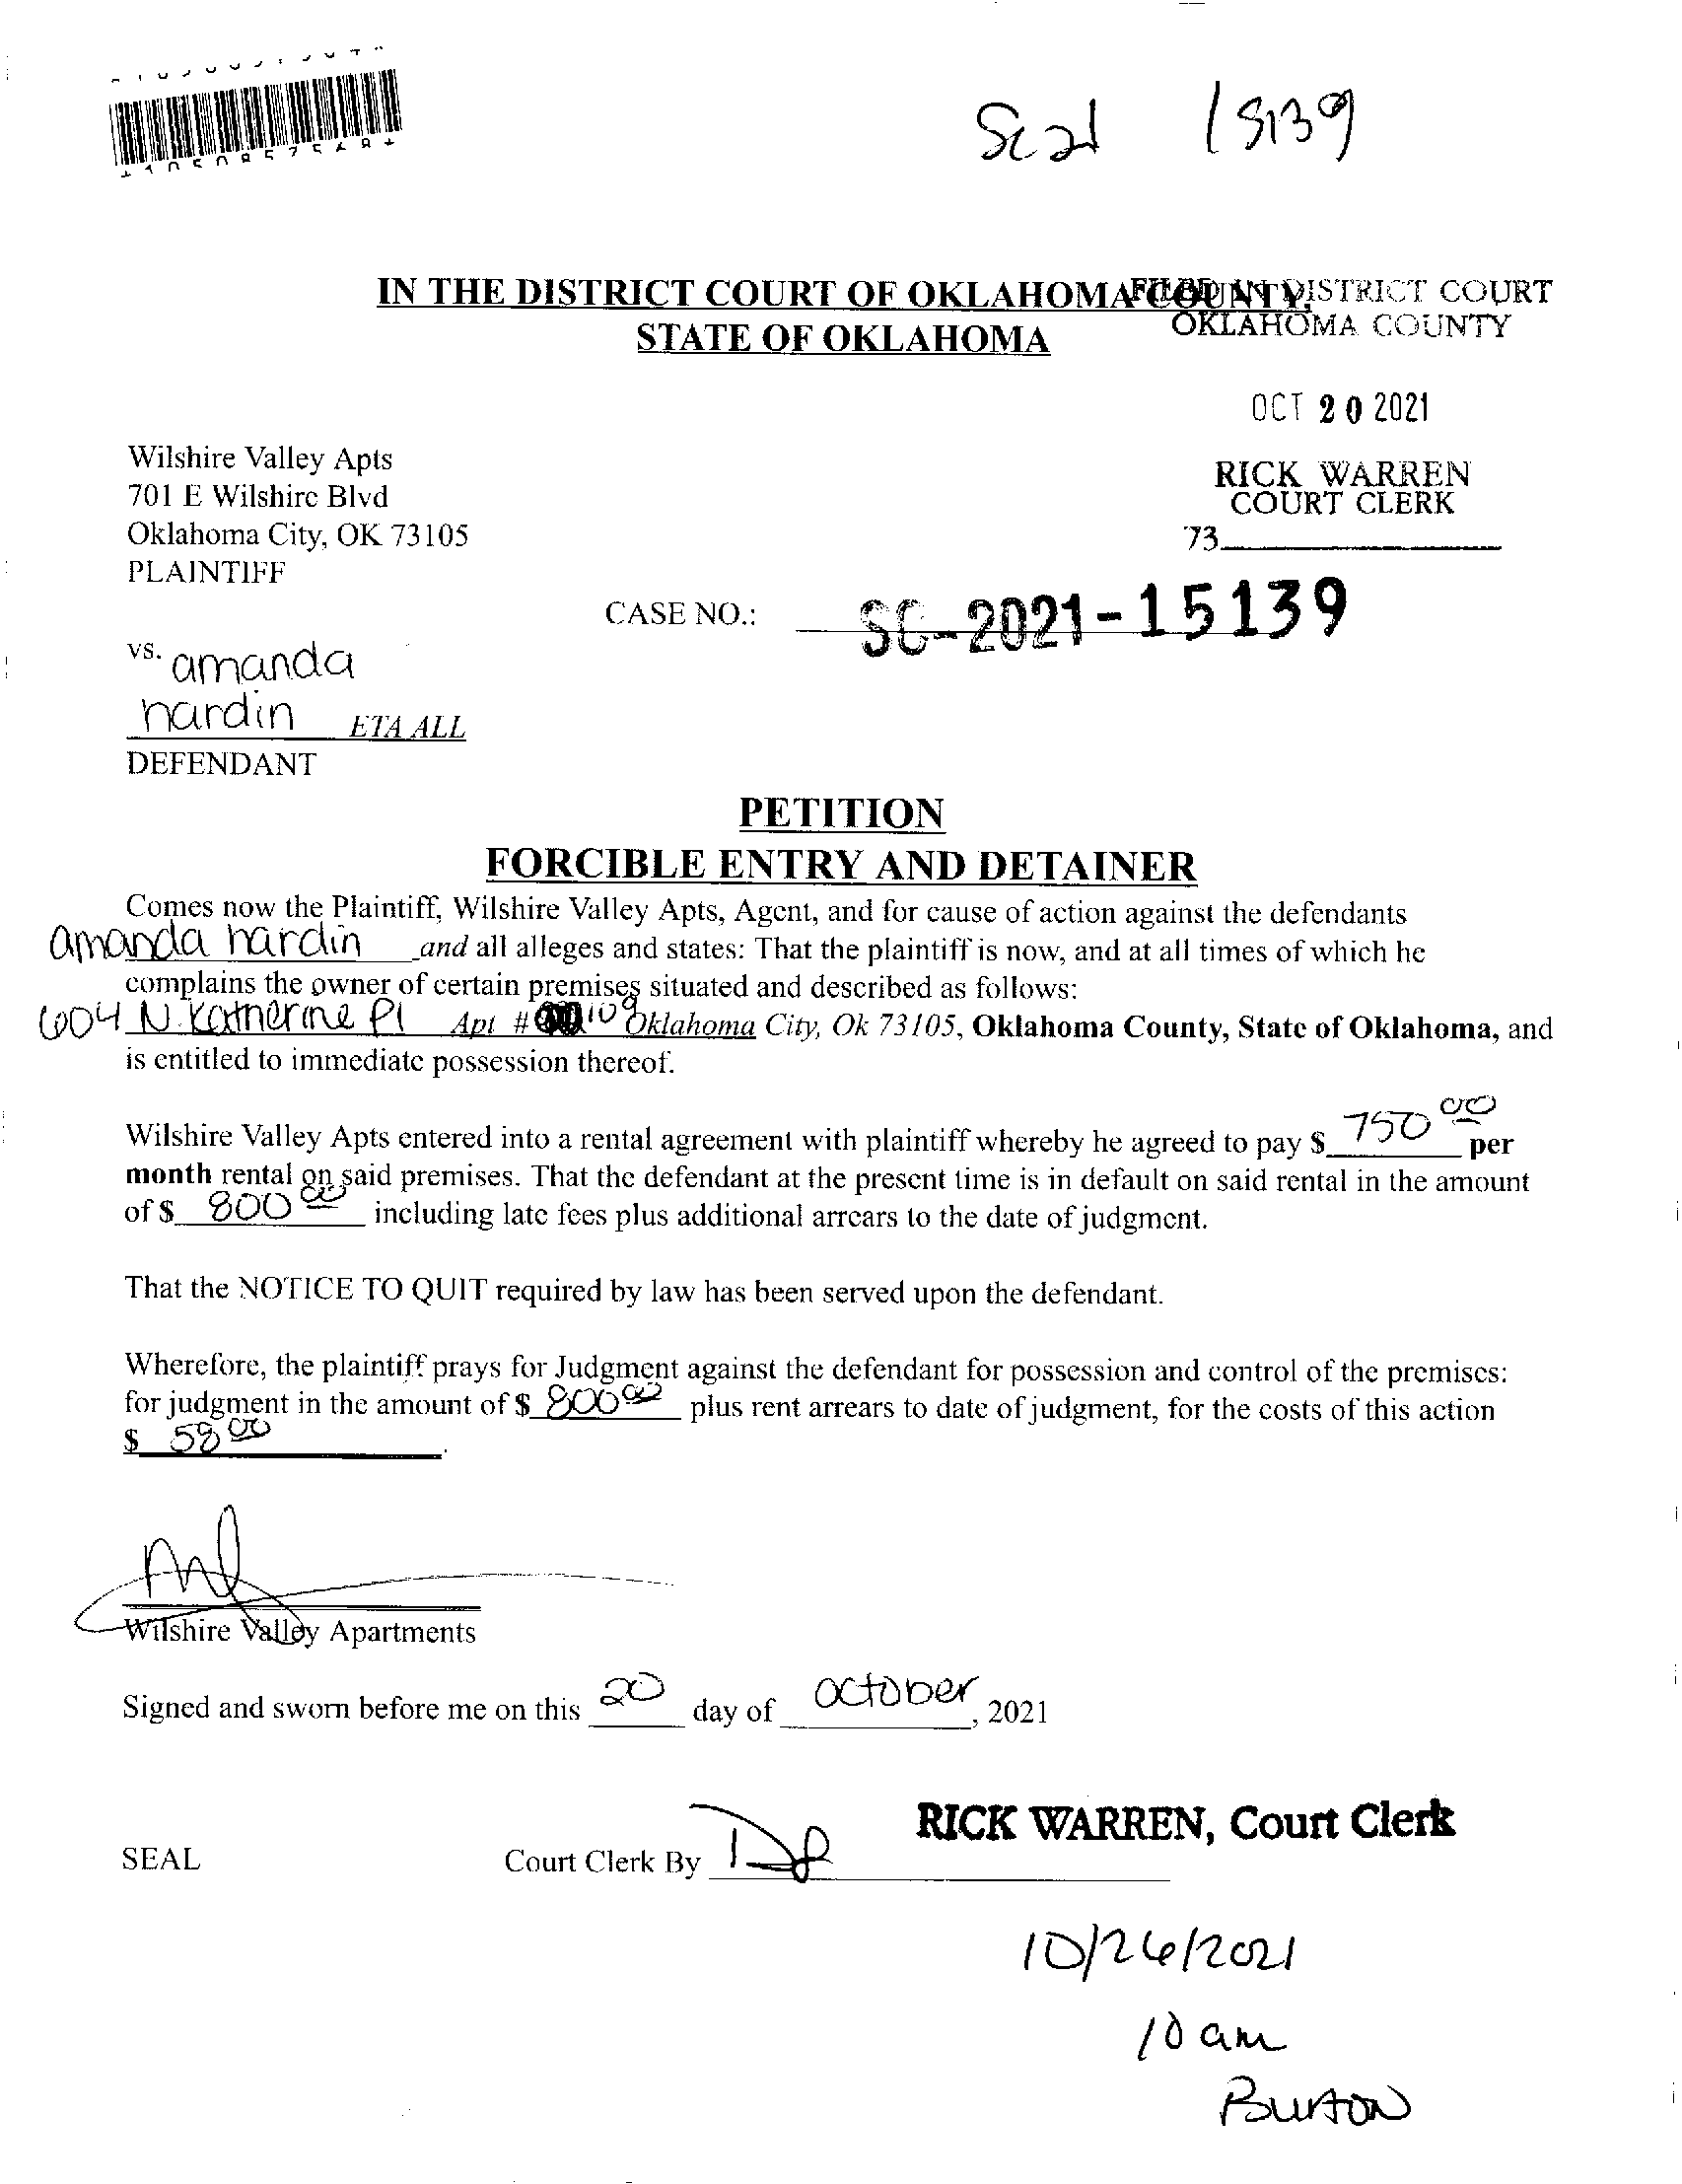 Sc 21 15139
IN THE DISTRICT COURT OF OKLAHOMA COUNTY,
STATE OF OKLAHOMA
FILED IN DISTRICT COURT
OKLAHOMA COUNTY
OCT 20 2021
RICK WARREN
COURT CLERK
73
Wilshire Valley Apts
701 E Wilshire Blvd
Oklahoma City, OK 73105
PLAINTIFF
CASE NO.: SC-2021-15139
vs. amanda
hardin ETA ALL
DEFENDANT
PETITION
FORCIBLE ENTRY AND DETAINER
Comes now the Plaintiff, Wilshire Valley Apts, Agent, and for cause of action against the defendants
amanda hardin and all alleges and states: That the plaintiff is now, and at all times of which he
complains the owner of certain premises situated and described as follows:
604 N. Katherine Pl Apt # 109 Oklahoma City, Ok 73105, Oklahoma County, State of Oklahoma, and
is entitled to immediate possession thereof.
Wilshire Valley Apts entered into a rental agreement with plaintiff whereby he agreed to pay $ 750 00 per
month rental on said premises. That the defendant at the present time is in default on said rental in the amount
of $ 800 00 including late fees plus additional arrears to the date of judgment.
That the NOTICE TO QUIT required by law has been served upon the defendant.
Wherefore, the plaintiff prays for Judgment against the defendant for possession and control of the premises:
for judgment in the amount of $ 800 00 plus rent arrears to date of judgment, for the costs of this action
$ 58 00.
Wilshire Valley Apartments
Signed and sworn before me on this 20 day of October, 2021
RICK WARREN, Court Clerk
SEAL Court Clerk By
10/26/2021
10 am
Burton